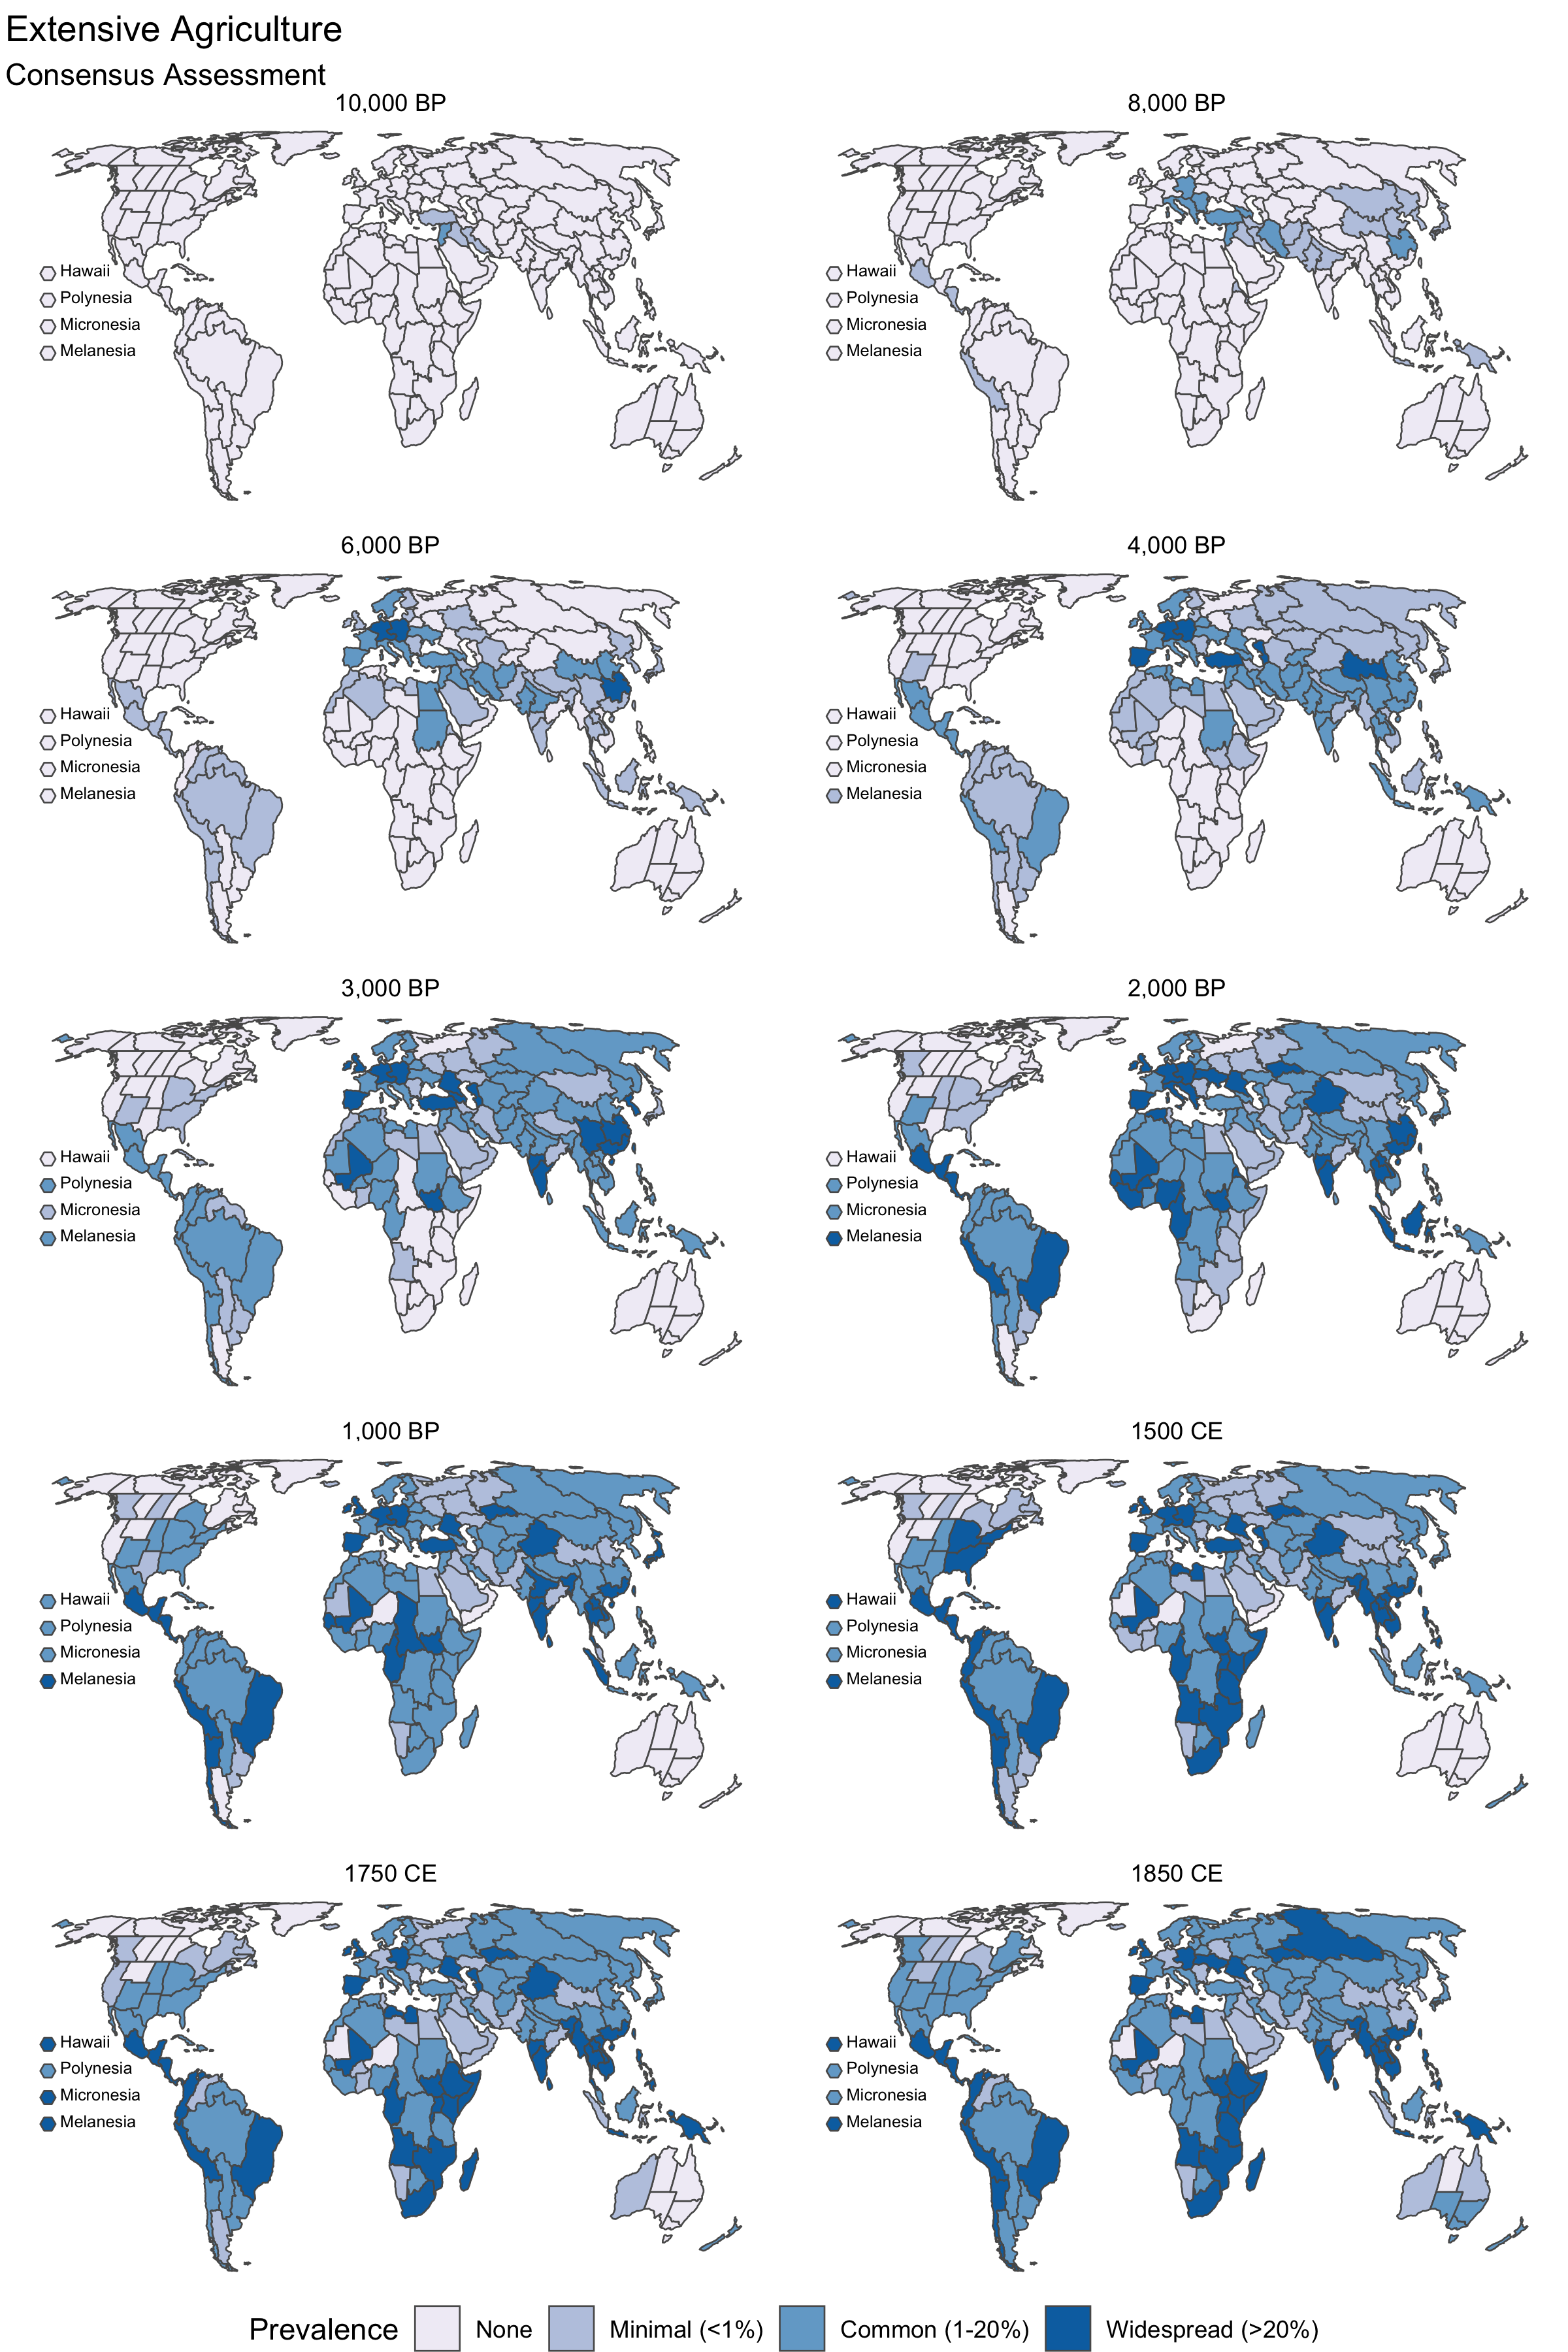 Extensive Agriculture
Consensus Assessment
10,000 BP
8,000 BP
Hawaii
Polynesia
Micronesia
Melanesia
Hawaii
Polynesia
Micronesia
Melanesia
6,000 BP
4,000 BP
Hawaii
Polynesia
Micronesia
Melanesia
Hawaii
Polynesia
Micronesia
Melanesia
3,000 BP
2,000 BP
Hawaii
Polynesia
Micronesia
Melanesia
Hawaii
Polynesia
Micronesia
Melanesia
1,000 BP
1500 CE
Hawaii
Polynesia
Micronesia
Melanesia
Hawaii
Polynesia
Micronesia
Melanesia
1750 CE
1850 CE
Hawaii
Polynesia
Micronesia
Melanesia
Hawaii
Polynesia
Micronesia
Melanesia
Prevalence None Minimal (<1%) Common (1-20%) Widespread (>20%)